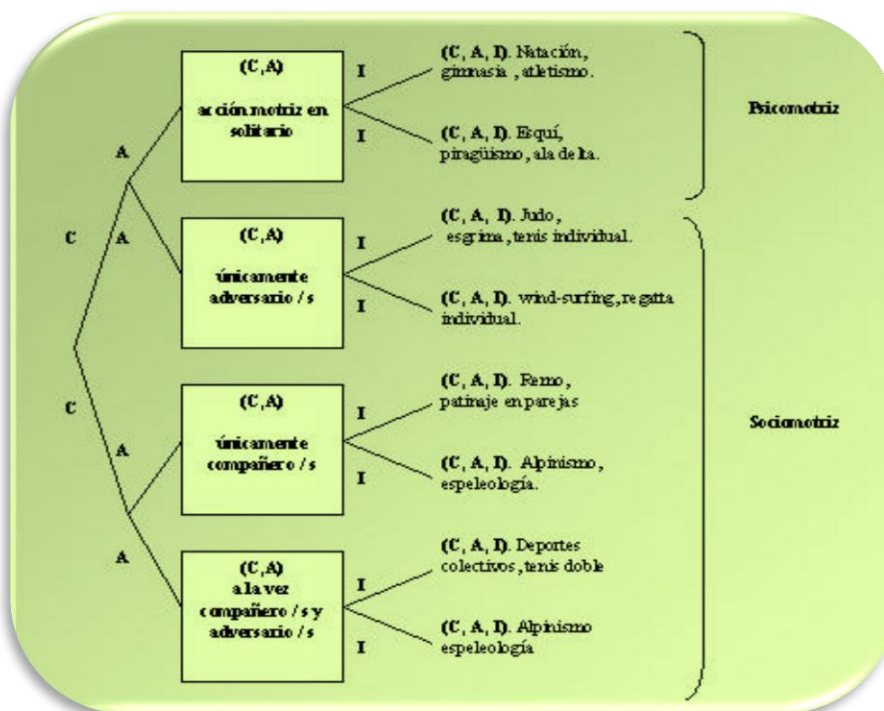 (C,A)
acción motriz en
solitario
I
(C, A, I). Natación,
gimnasia , atletismo.
I
(C, A, I). Esquí,
piragüismo , ala delta.
Psicomotriz
A
C
A
(C,A)
únicamente
adversario / s
I
(C, A, I). Judo,
esgrima , tenis individual.
I
(C, A, I). wind-surfing, regatta
individual.
C
A
(C,A)
únicamente
compañero / s
I
(C, A, I). Remo,
patinaje en parejas
I
(C, A, I). Alpinismo,
espeleología.
Sociomotriz
A
(C,A)
a la vez
compañero / s y
adversario / s
I
(C, A, I). Deportes
colectivos , tenis doble
I
(C, A, I). Alpinismo
espeleología